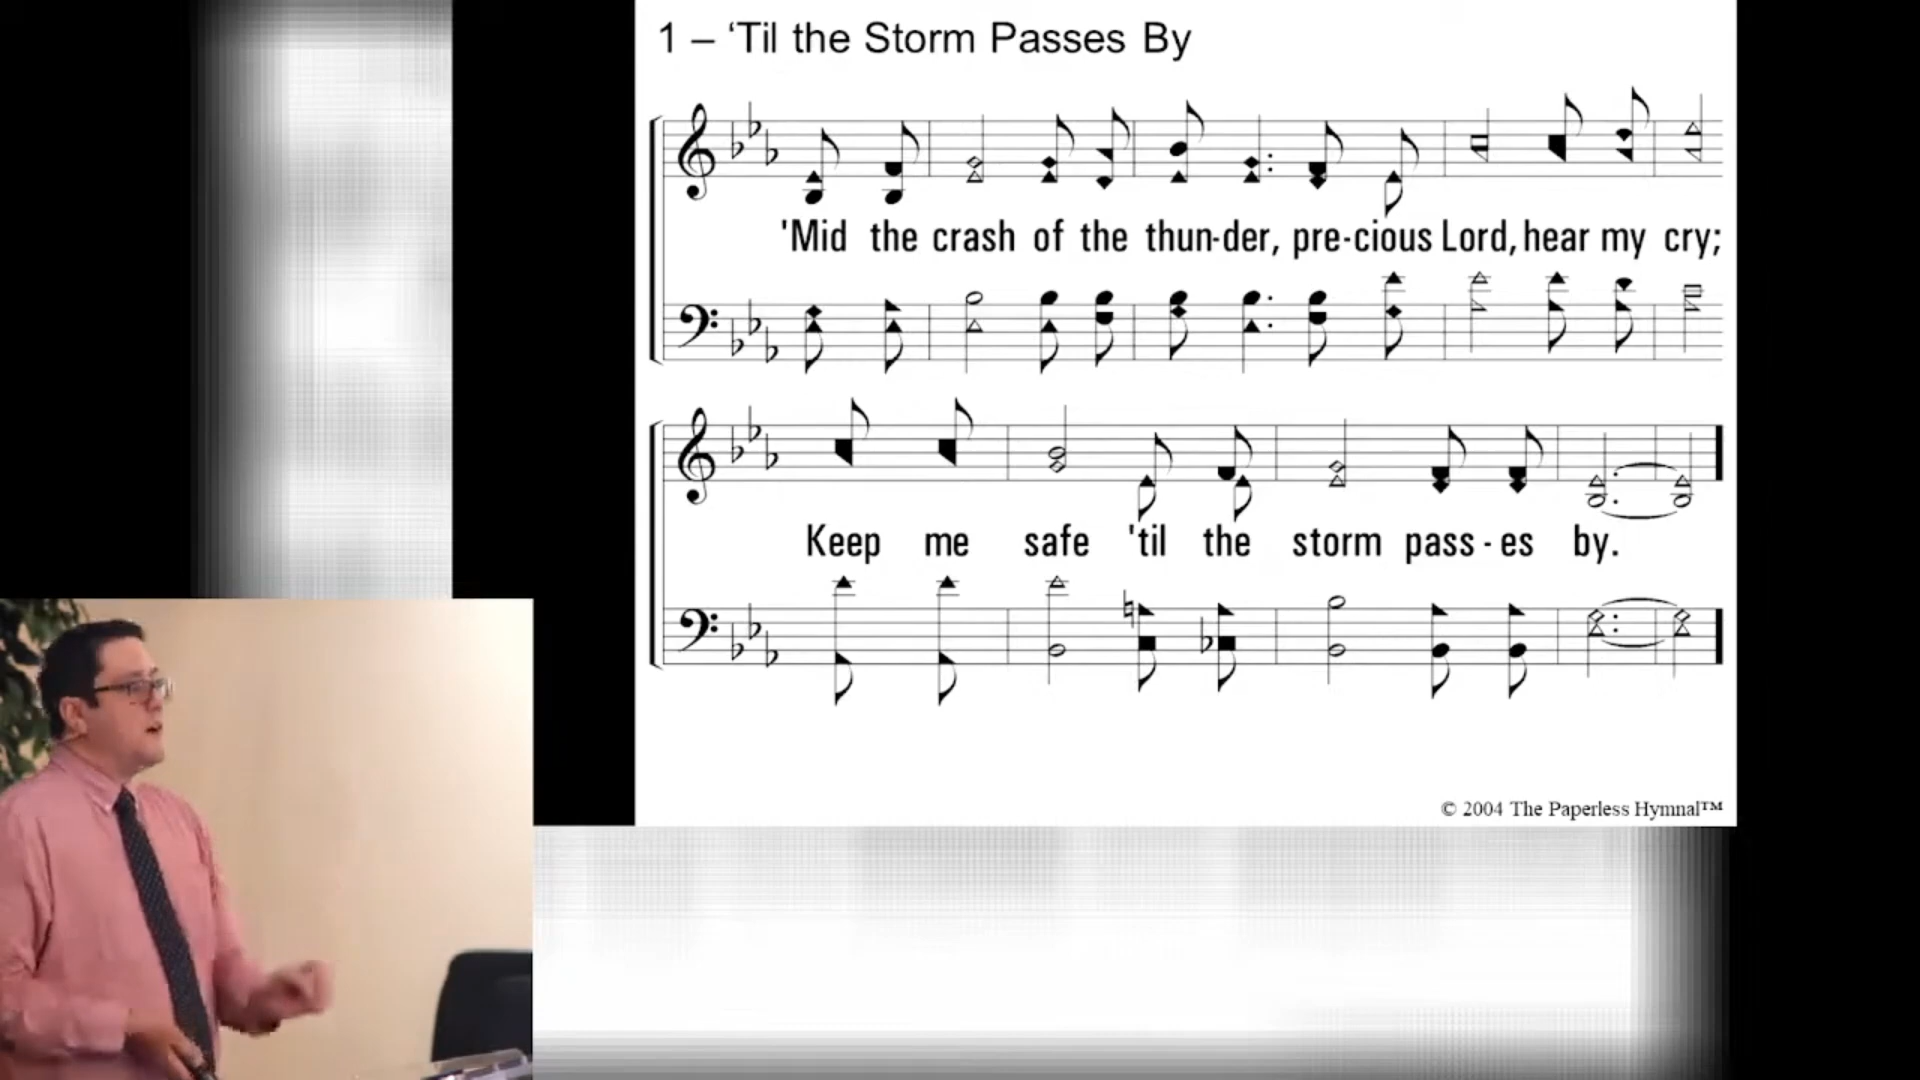 1 – ‘Til the Storm Passes By
'Mid the crash of the thun-der, pre-cious Lord, hear my cry;
Keep me safe 'til the storm pass - es by.
© 2004 The Paperless Hymnal™